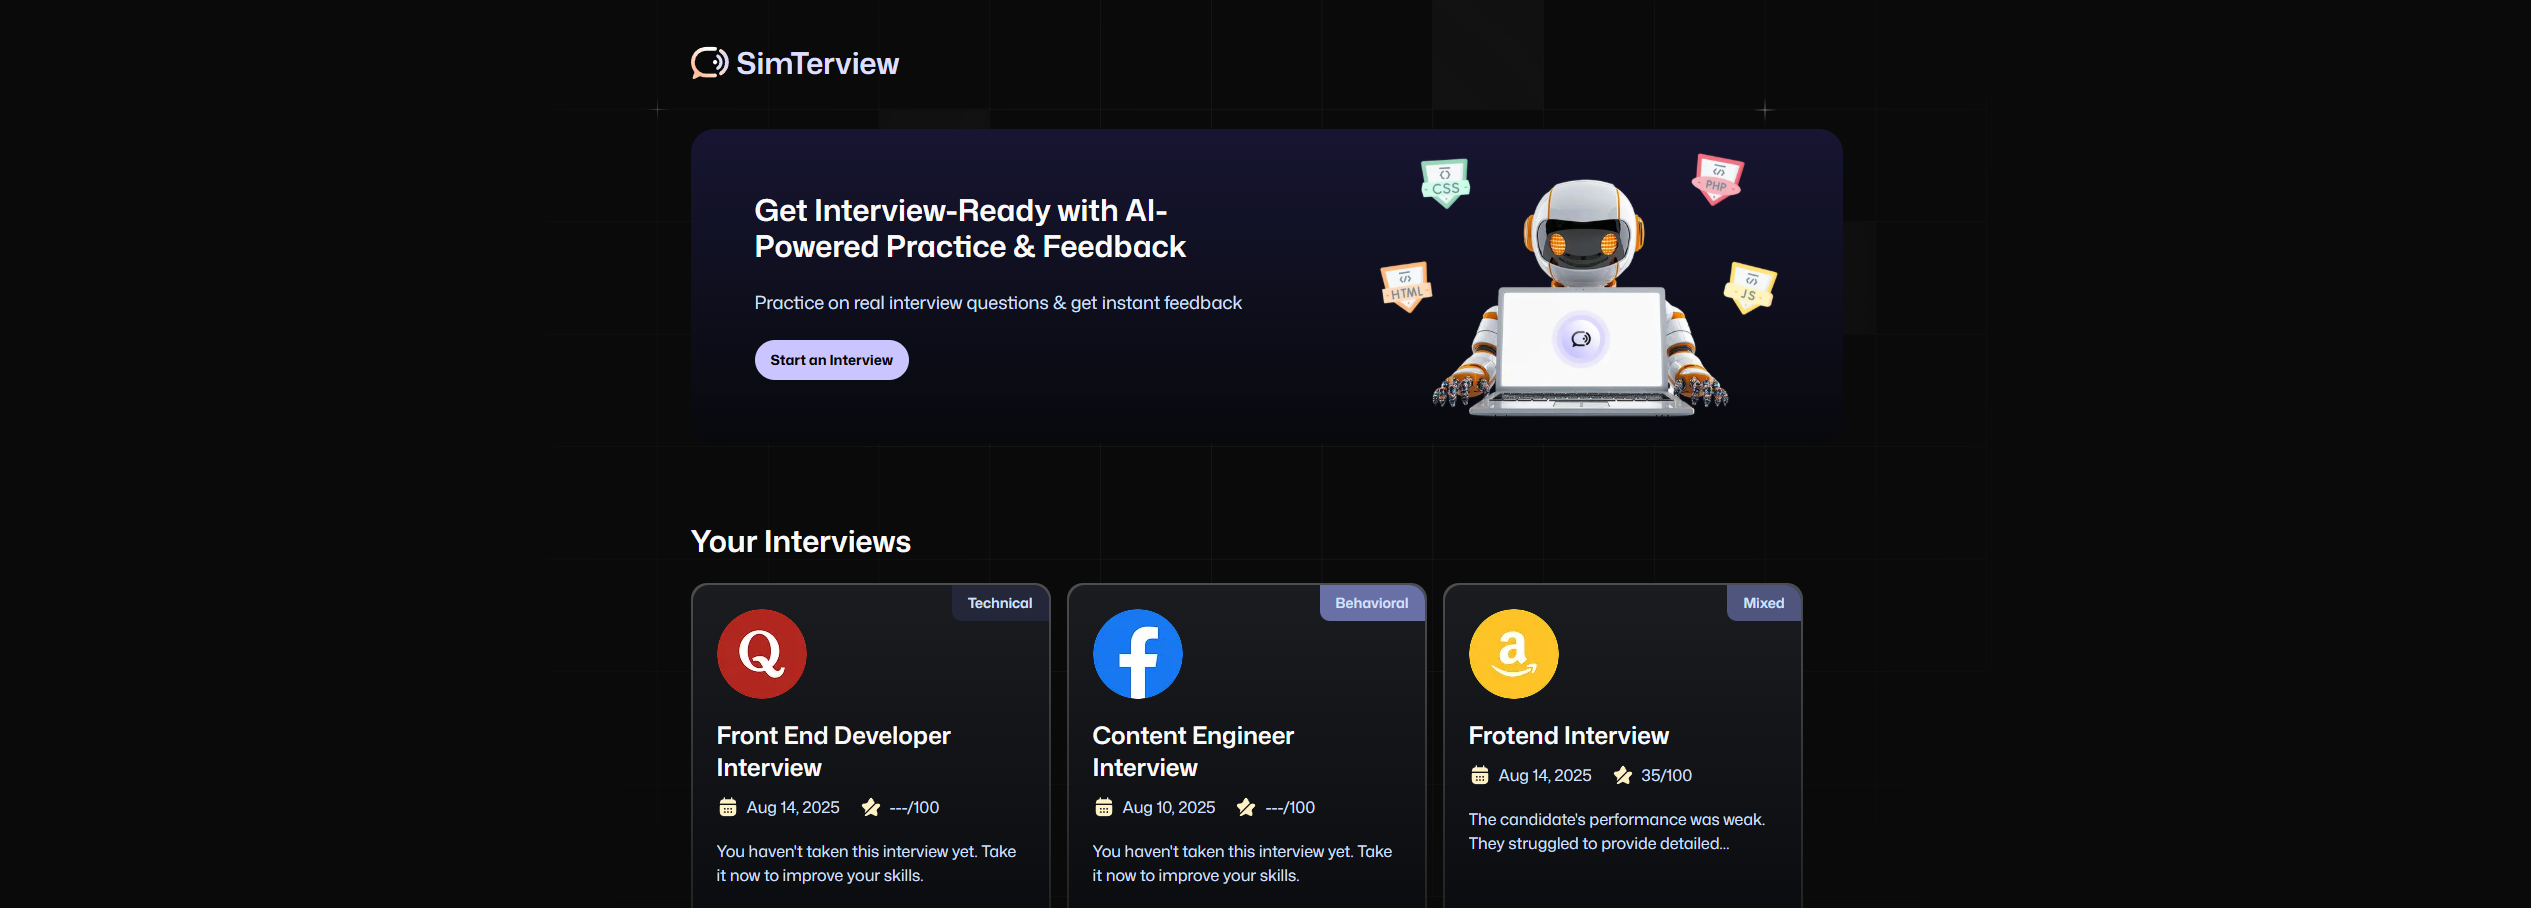 SimTerview
Get Interview-Ready with AI-
Powered Practice & Feedback
Practice on real interview questions & get instant feedback
Start an Interview
CSS
PHP
HTML
JS
Your Interviews
Technical
Front End Developer
Interview
Aug 14, 2025 ---/100
You haven't taken this interview yet. Take
it now to improve your skills.
Behavioral
Content Engineer
Interview
Aug 10, 2025 ---/100
You haven't taken this interview yet. Take
it now to improve your skills.
Mixed
Frotend Interview
Aug 14, 2025 35/100
The candidate's performance was weak.
They struggled to provide detailed...